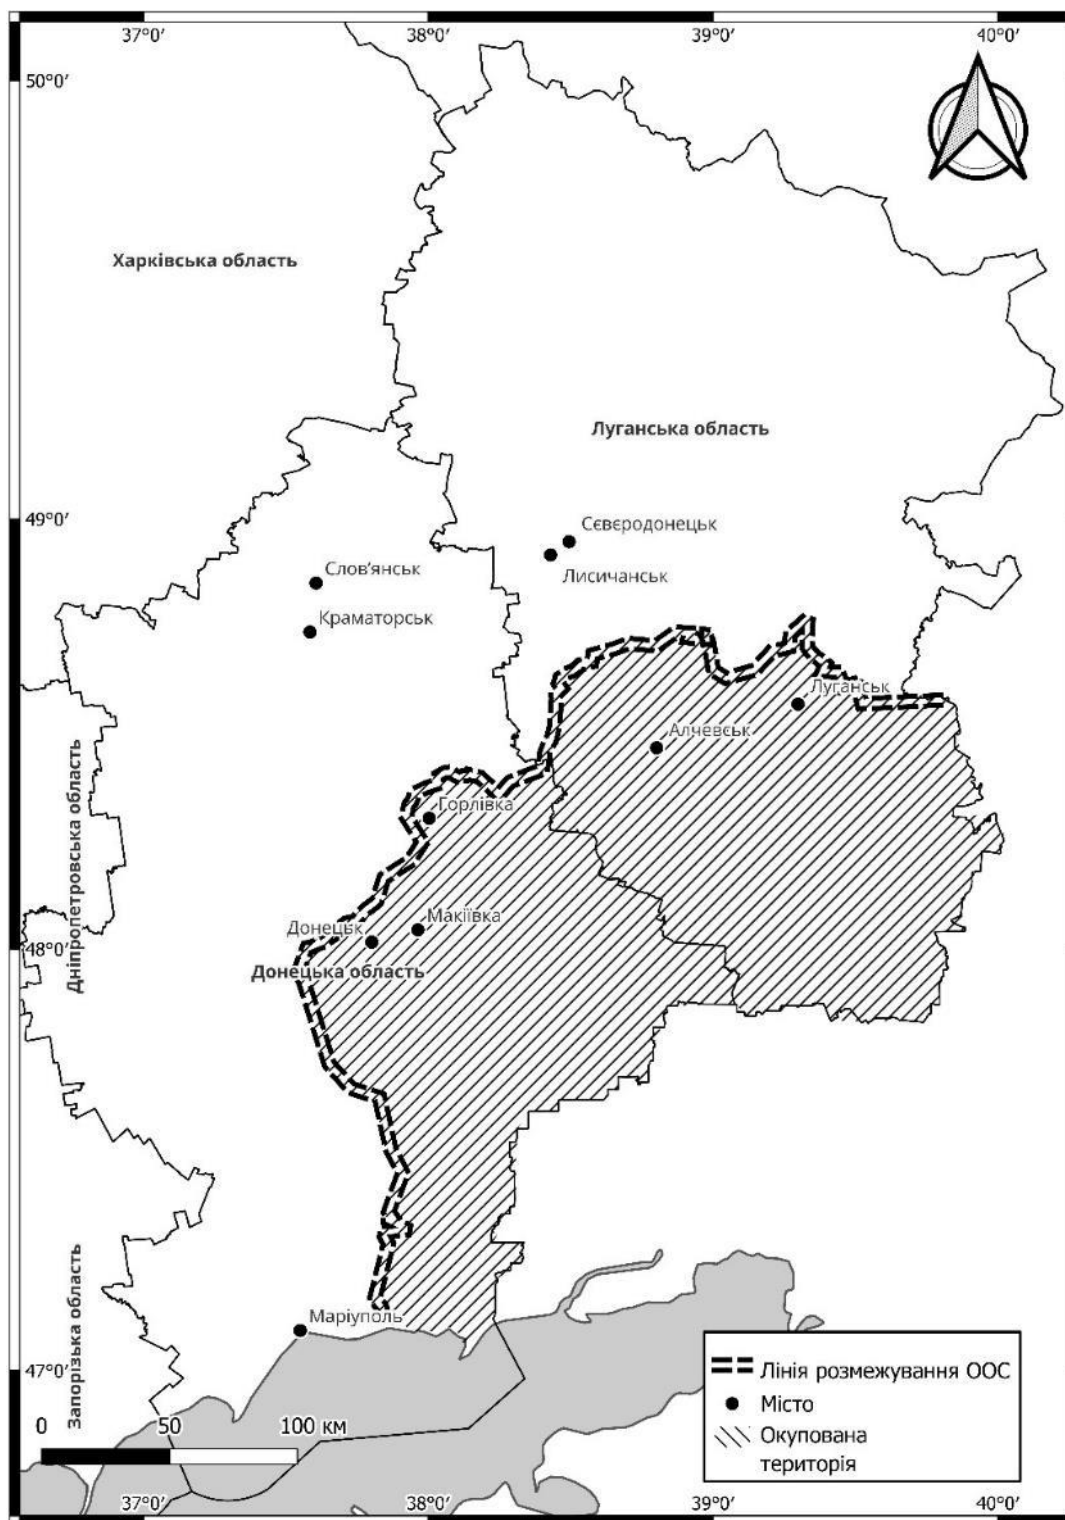 37°0′ 38°0′ 39°0′ 40°0′
50°0′
Харківська область
Луганська область
49°0′
Сєвєродонецьк
Лисичанськ
Слов'янськ
Краматорськ
Луганськ
Алчевськ
Горлівка
Дніпропетровська область
Макіївка
Донецьк
48°0′
Донецька область
Запорізька область
Маріуполь
47°0′
Лінія розмежування ООС
Місто
Окупована
територія
0 50 100 км
37°0′ 38°0′ 39°0′ 40°0′